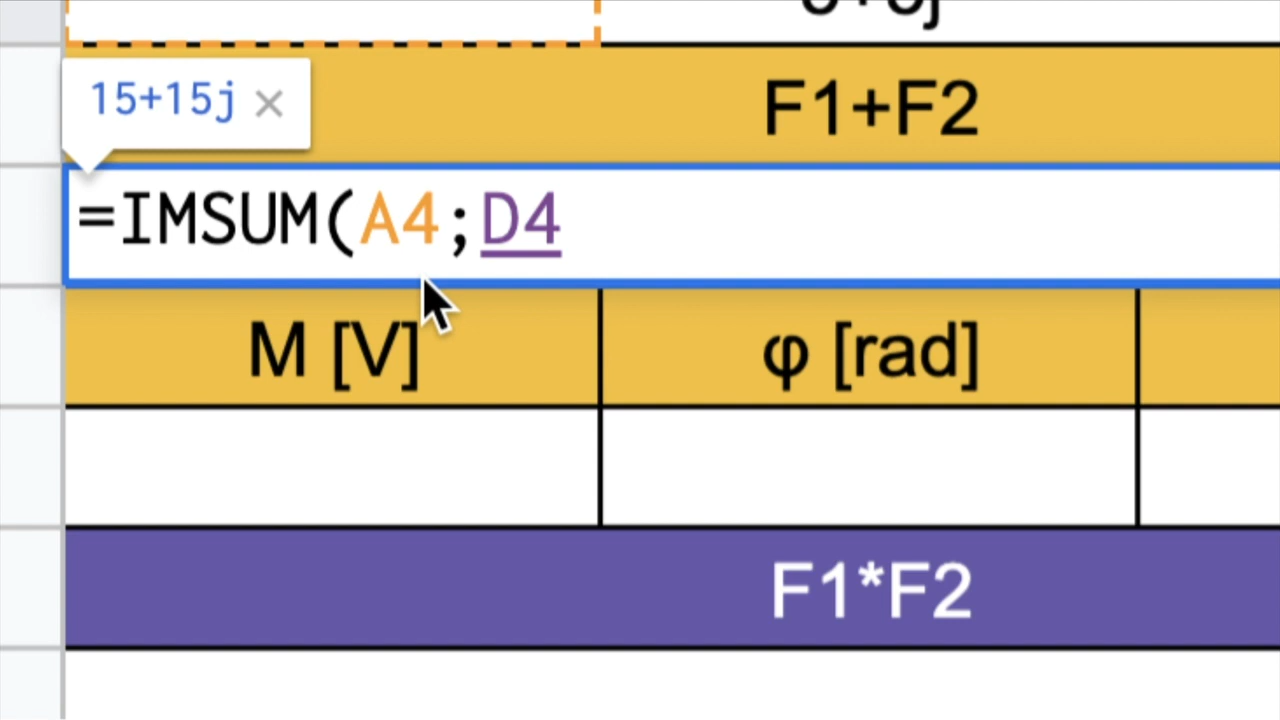 F1+F2
15+15j ×
=IMSUM(A4;D4
M [V]
φ [rad]
F1*F2